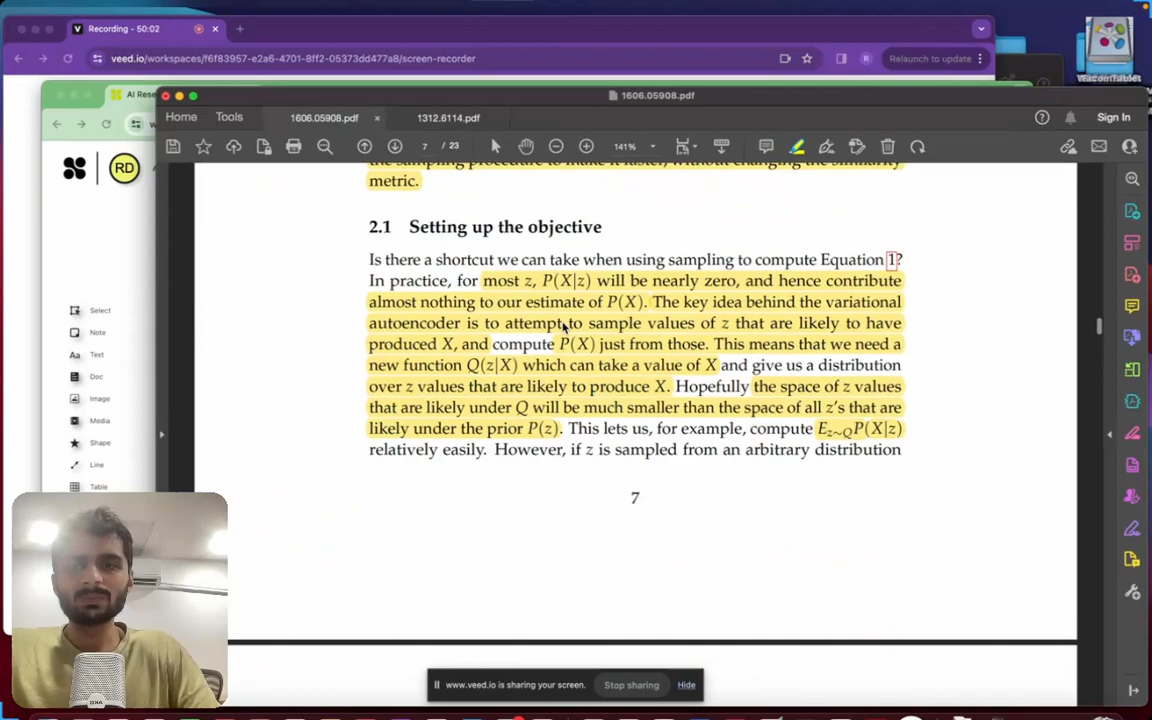 Recording - 50:02
veed.io/workspaces/f6f83957-e2a6-4701-8ff2-05373dd477a8/screen-recorder
R
Relaunch to update
AI Rese
1606.05908.pdf
Home
Tools
1606.05908.pdf
1312.6114.pdf
Sign In
7 / 23
141%
RD
metric.
2.1 Setting up the objective
Is there a shortcut we can take when using sampling to compute Equation 1?
In practice, for most z, P(X|z) will be nearly zero, and hence contribute
almost nothing to our estimate of P(X). The key idea behind the variational
autoencoder is to attempt to sample values of z that are likely to have
produced X, and compute P(X) just from those. This means that we need a
new function Q(z|X) which can take a value of X and give us a distribution
over z values that are likely to produce X. Hopefully the space of z values
that are likely under Q will be much smaller than the space of all z's that are
likely under the prior P(z). This lets us, for example, compute E_{z∼Q}P(X|z)
relatively easily. However, if z is sampled from an arbitrary distribution
7
Select
Note
Aa Text
Doc
Image
Media
Shape
Line
Table
www.veed.io is sharing your screen.
Stop sharing
Hide